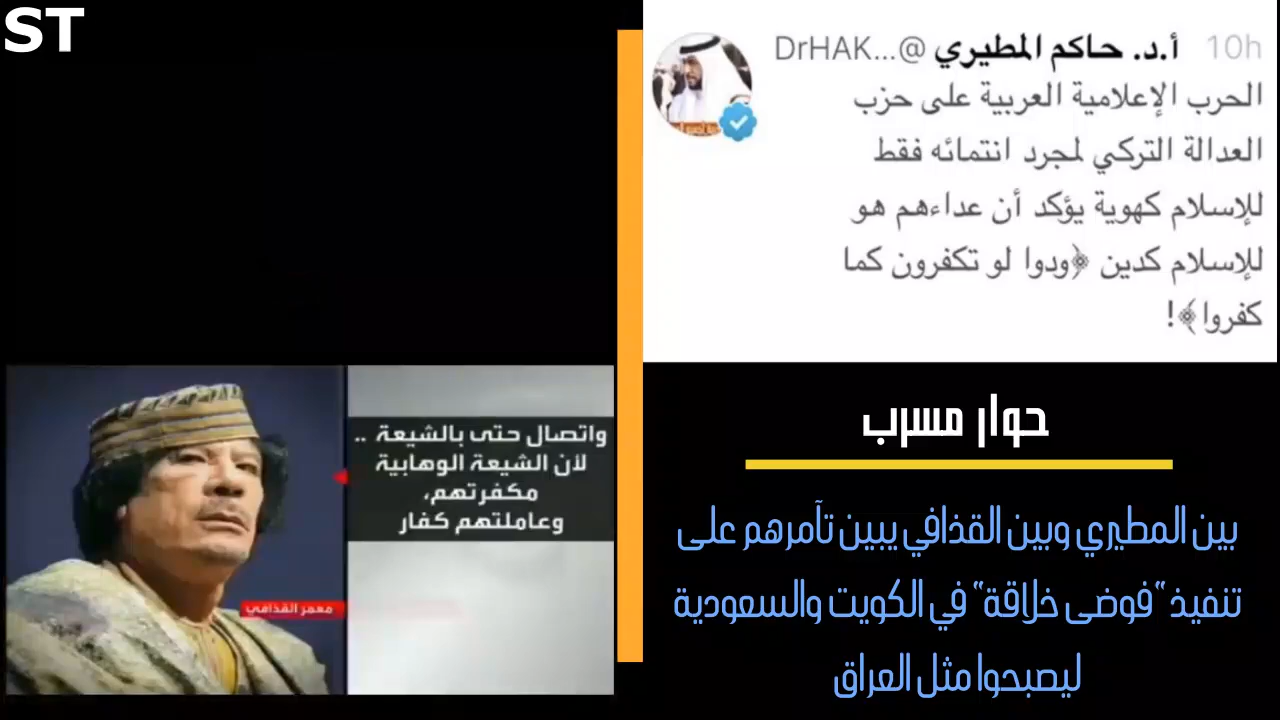 ST
أ.د. حاكم المطيري @...DrHAK 10h
الحرب الإعلامية العربية على حزب
العدالة التركي لمجرد انتمائه فقط
للإسلام كهوية يؤكد أن عداءهم هو
للإسلام كدين ﴿ودوا لو تكفرون كما
كفروا﴾!
حوار مسرب
بين المطيري وبين القذافي يبين تآمرهم على
تنفيذ "فوضى خلاقة" في الكويت والسعودية
ليصبحوا مثل العراق
واتصال حتى بالشيعة ..
لأن الشيعة الوهابية
مكفرتهم،
وعاملتهم كفار
معمر القذافي